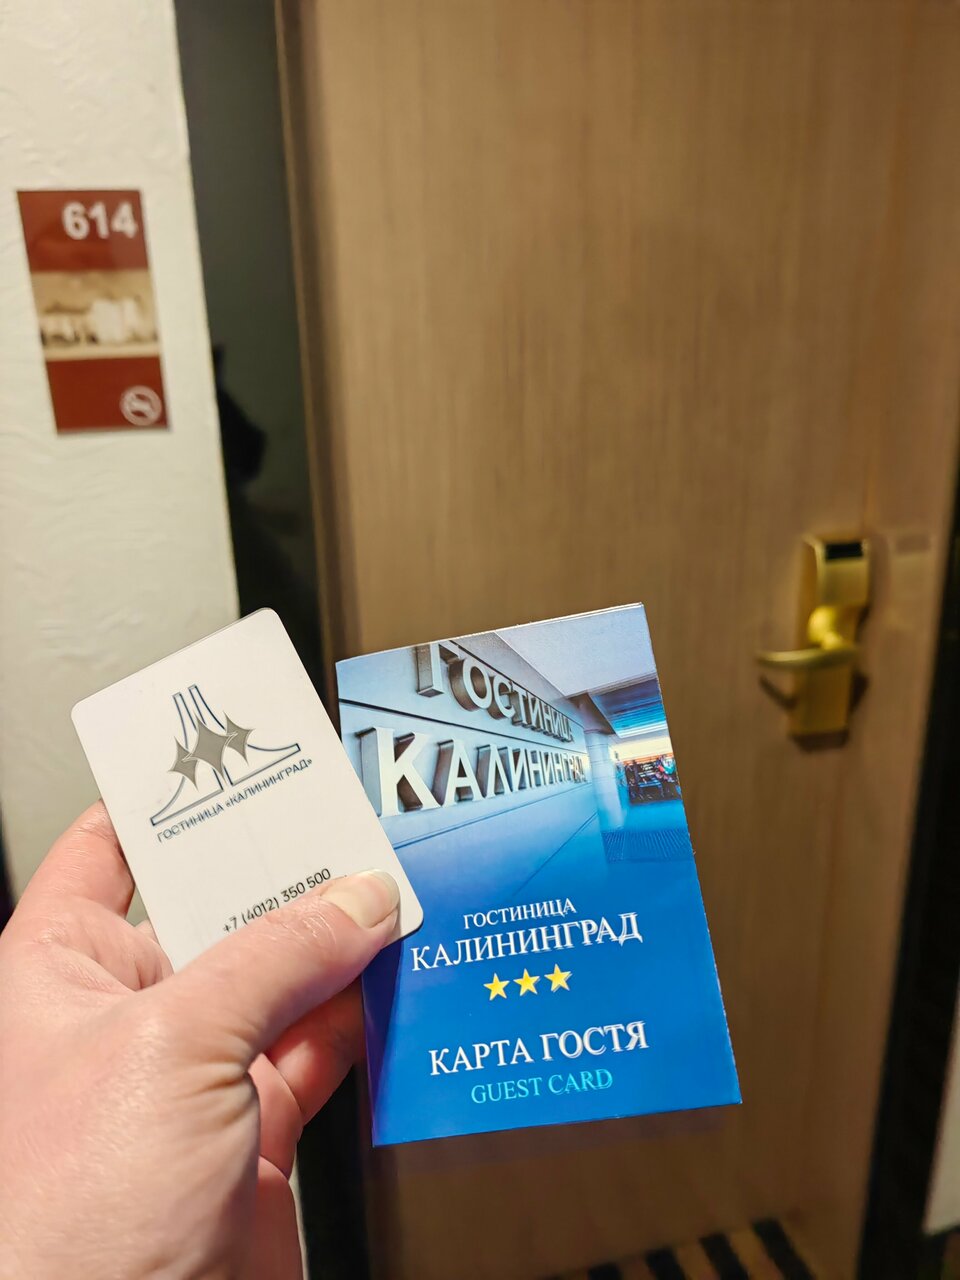 614
ГОСТИНИЦА «КАЛИНИНГРАД»
+7 (4012) 350 500
ГОСТИНИЦА
КАЛИНИНГРАД
ГОСТИНИЦА
КАЛИНИНГРАД
КАРТА ГОСТЯ
GUEST CARD